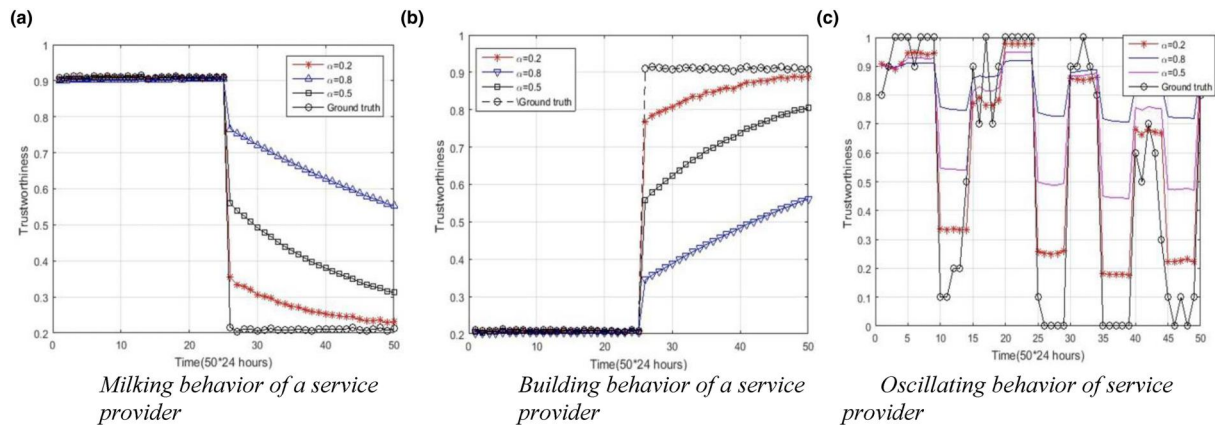 (a)
1
0.9
0.8
0.7
0.6
0.5
0.4
0.3
0.2
Trustworthiness
α=0.2
α=0.8
α=0.5
Ground truth
0 10 20 30 40 50
Time(50*24 hours)
Milking behavior of a service
provider
(b)
1
0.9
0.8
0.7
0.6
0.5
0.4
0.3
0.2
Trustworthiness
α=0.2
α=0.8
α=0.5
\Ground truth
0 10 20 30 40 50
Time(50*24 hours)
Building behavior of a service
provider
(c)
1
0.9
0.8
0.7
0.6
0.5
0.4
0.3
0.2
0.1
0
Trustworthiness
α=0.2
α=0.8
α=0.5
Ground truth
0 5 10 15 20 25 30 35 40 45 50
Time(50*24 hours)
Oscillating behavior of service
provider